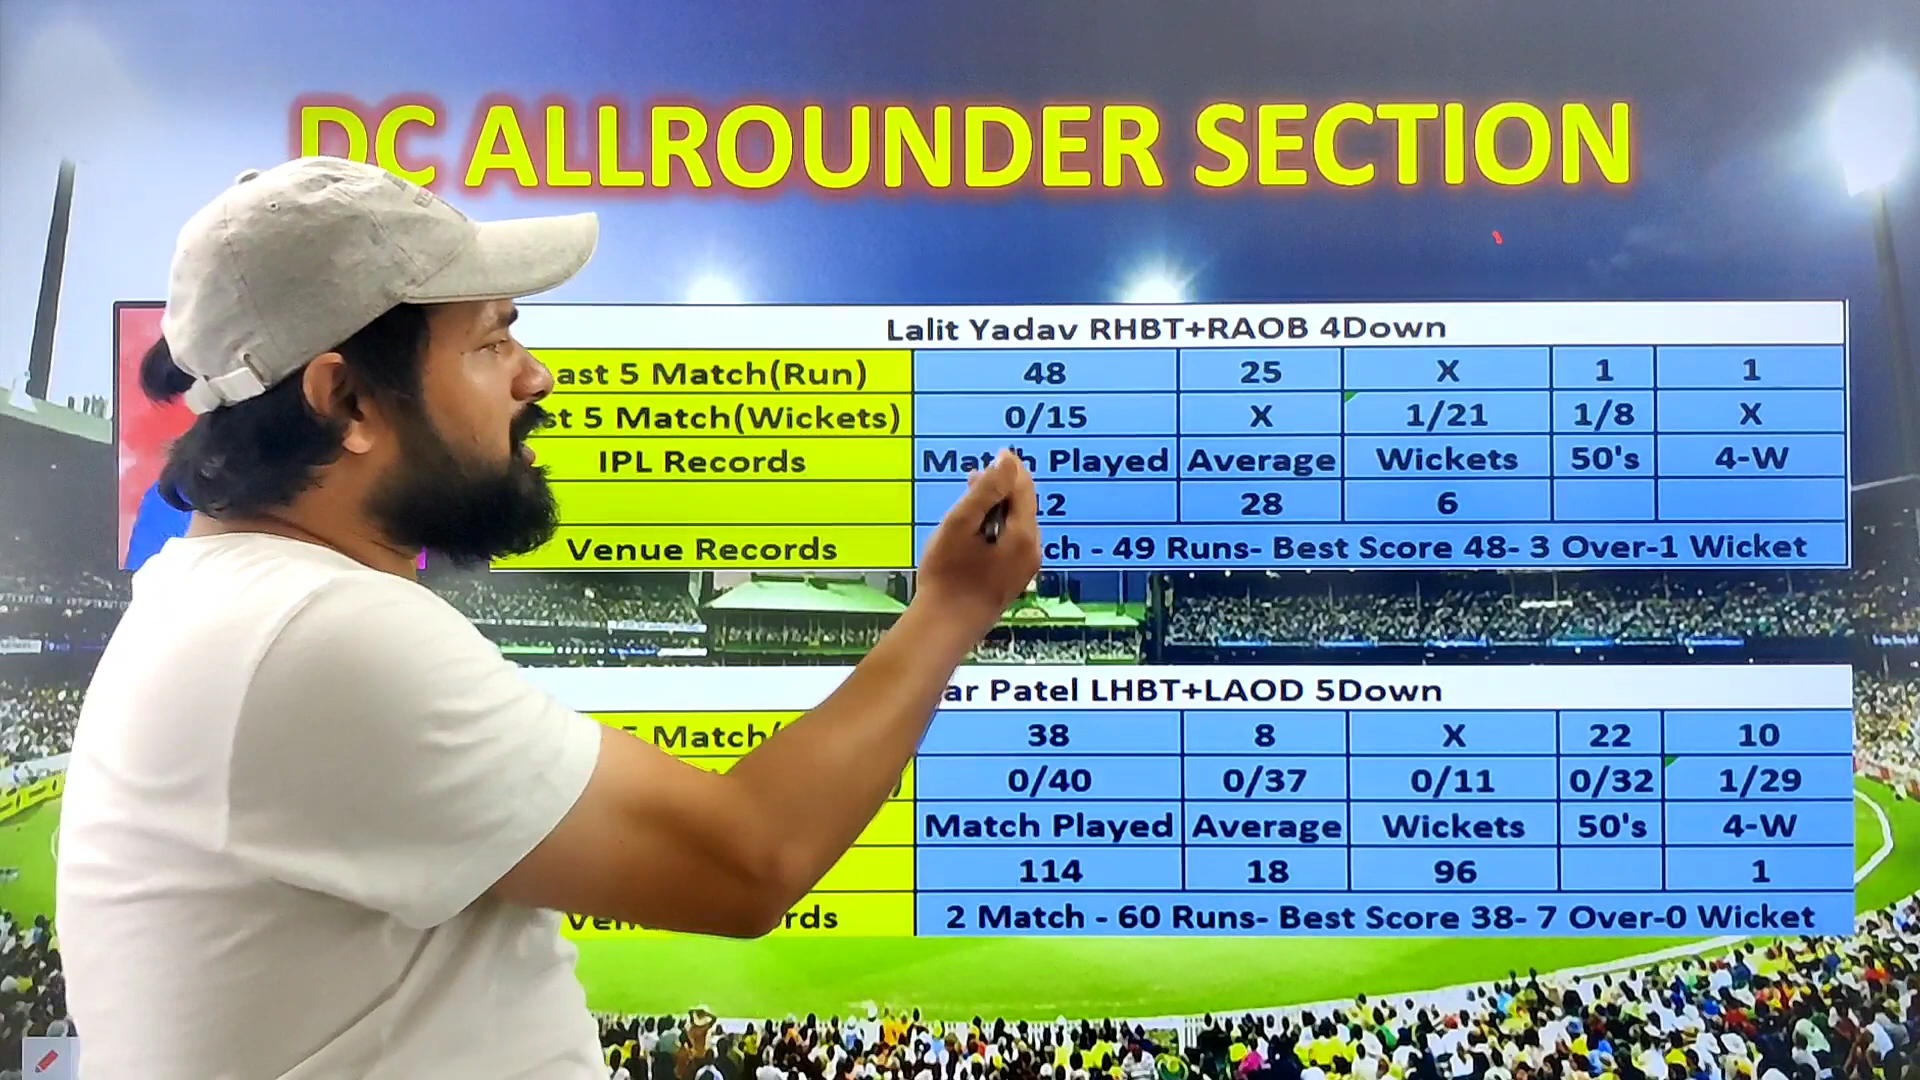 DC ALLROUNDER SECTION
Lalit Yadav RHBT+RAOB 4Down
ast 5 Match(Run) 48 25 X 1 1
st 5 Match(Wickets) 0/15 X 1/21 1/8 X
IPL Records Match Played Average Wickets 50's 4-W
12 28 6
Venue Records ch - 49 Runs- Best Score 48- 3 Over-1 Wicket
ar Patel LHBT+LAOD 5Down
5 Match( 38 8 X 22 10
) 0/40 0/37 0/11 0/32 1/29
Match Played Average Wickets 50's 4-W
114 18 96 1
Ven rds 2 Match - 60 Runs- Best Score 38- 7 Over-0 Wicket